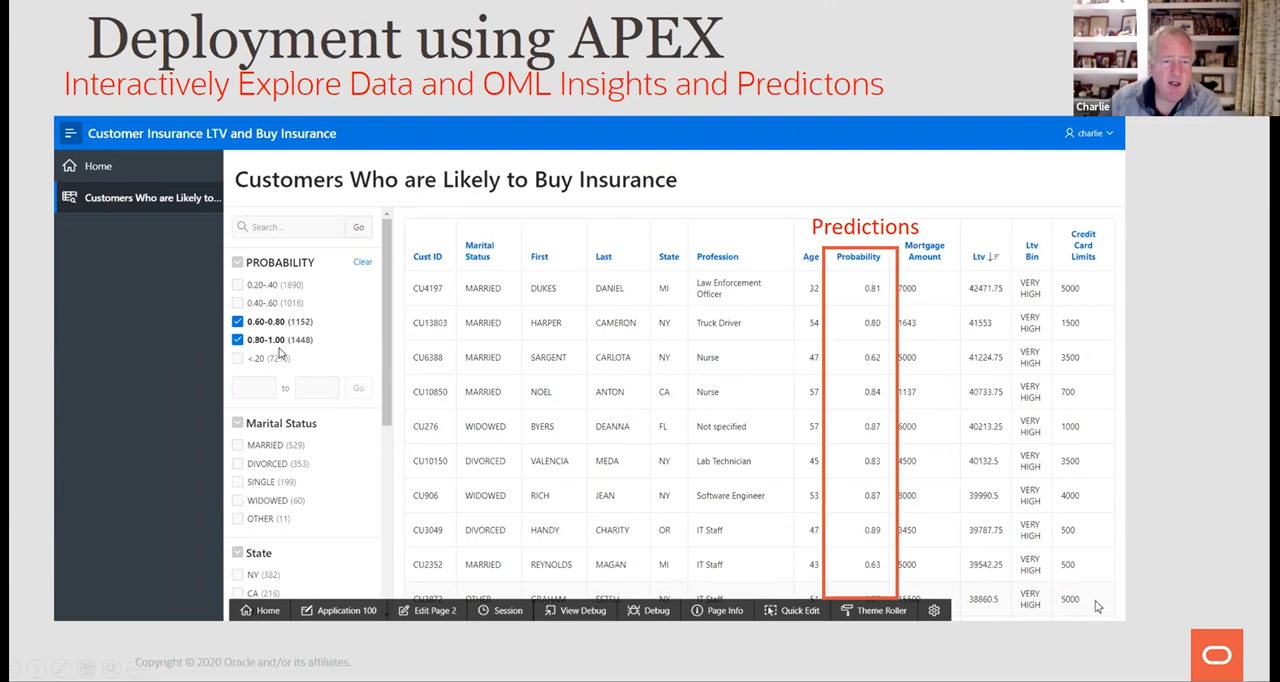 Deployment using APEX
Interactively Explore Data and OML Insights and Predictons
Charlie
Customer Insurance LTV and Buy Insurance
charlie
Home
Customers Who are Likely to...
Customers Who are Likely to Buy Insurance
Search...
Go
PROBABILITY
Clear
0.20-.40 (1890)
0.40-.60 (1016)
0.60-0.80 (1152)
0.80-1.00 (1448)
<.20
to
Go
Marital Status
MARRIED (529)
DIVORCED (353)
SINGLE (199)
WIDOWED (60)
OTHER (11)
State
NY (382)
CA (216)
Predictions
Cust ID Marital Status First Last State Profession Age Probability Mortgage Amount Ltv Ltv Bin Credit Card Limits
CU4197 MARRIED DUKES DANIEL MI Law Enforcement Officer 32 0.81 7000 42471.75 VERY HIGH 5000
CU13803 MARRIED HARPER CAMERON NY Truck Driver 54 0.80 1643 41553 VERY HIGH 1500
CU6388 MARRIED SARGENT CARLOTA NY Nurse 47 0.62 5000 41224.75 VERY HIGH 3500
CU10850 MARRIED NOEL ANTON CA Nurse 57 0.84 1137 40733.75 VERY HIGH 700
CU276 WIDOWED BYERS DEANNA FL Not specified 57 0.87 6000 40213.25 VERY HIGH 1000
CU10150 DIVORCED VALENCIA MEDA NY Lab Technician 45 0.83 4500 40132.5 VERY HIGH 3500
CU906 WIDOWED RICH JEAN NY Software Engineer 53 0.87 8000 39990.5 VERY HIGH 4000
CU3049 DIVORCED HANDY CHARITY OR IT Staff 47 0.89 3450 39787.75 VERY HIGH 500
CU2352 MARRIED REYNOLDS MAGAN MI IT Staff 43 0.63 5000 39542.25 VERY HIGH 500
38860.5 VERY HIGH 5000
Home Application 100 Edit Page 2 Session View Debug Debug Page Info Quick Edit Theme Roller
Copyright © 2020 Oracle and/or its affiliates.